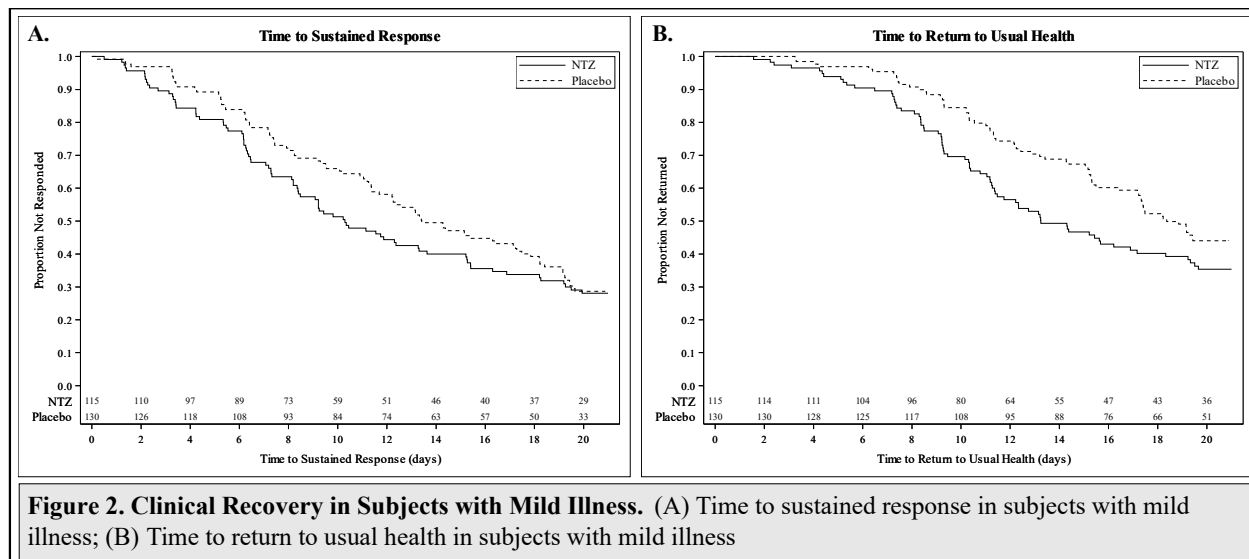 A.
Time to Sustained Response
NTZ
Placebo
Proportion Not Responded
1.0
0.9
0.8
0.7
0.6
0.5
0.4
0.3
0.2
0.1
0.0
NTZ 115 110 97 89 73 59 51 46 40 37 29
Placebo 130 126 118 108 93 84 74 63 57 50 33
0 2 4 6 8 10 12 14 16 18 20
Time to Sustained Response (days)
B.
Time to Return to Usual Health
NTZ
Placebo
Proportion Not Returned
1.0
0.9
0.8
0.7
0.6
0.5
0.4
0.3
0.2
0.1
0.0
NTZ 115 114 111 104 96 80 64 55 47 43 36
Placebo 130 130 128 125 117 108 95 88 76 66 51
0 2 4 6 8 10 12 14 16 18 20
Time to Return to Usual Health (days)
Figure 2. Clinical Recovery in Subjects with Mild Illness. (A) Time to sustained response in subjects with mild
illness; (B) Time to return to usual health in subjects with mild illness